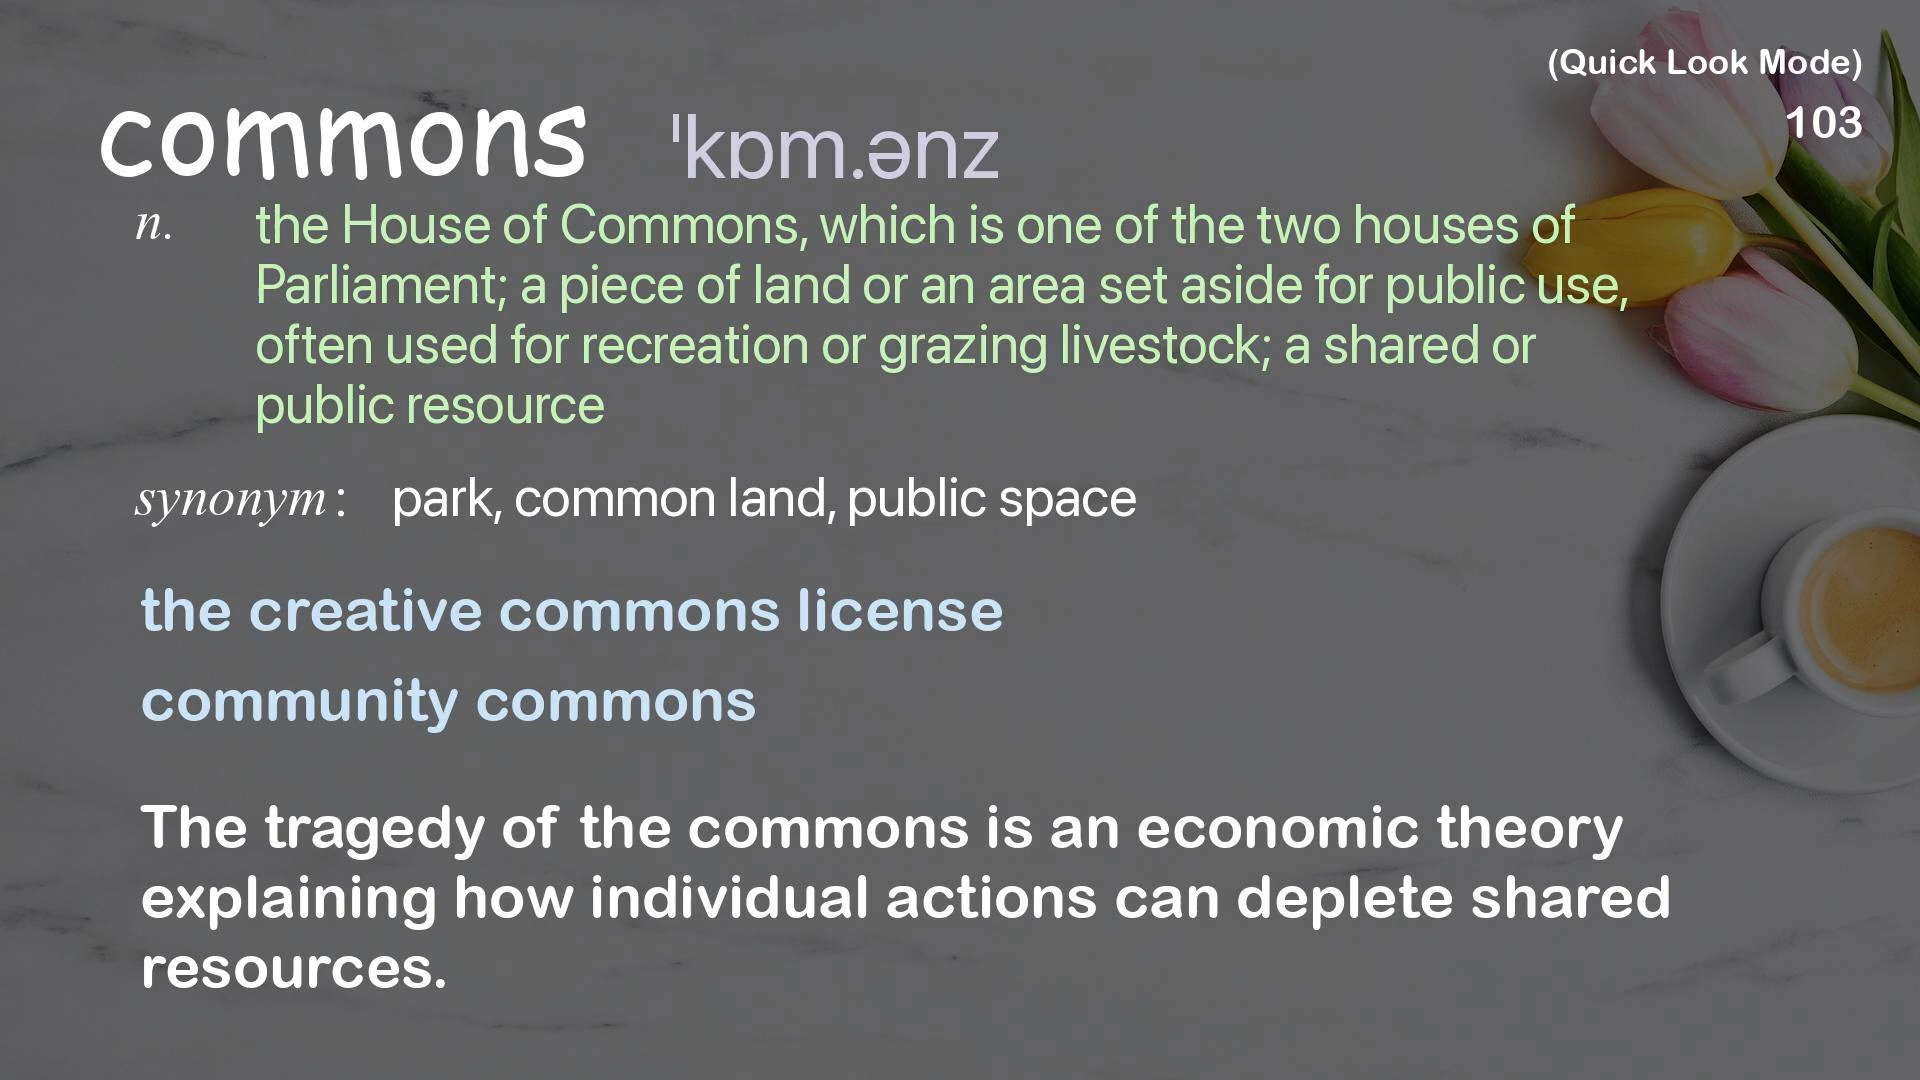 (Quick Look Mode)
103
commons ˈkɒm.ənz
n. the House of Commons, which is one of the two houses of
Parliament; a piece of land or an area set aside for public use,
often used for recreation or grazing livestock; a shared or
public resource
synonym: park, common land, public space
the creative commons license
community commons
The tragedy of the commons is an economic theory
explaining how individual actions can deplete shared
resources.